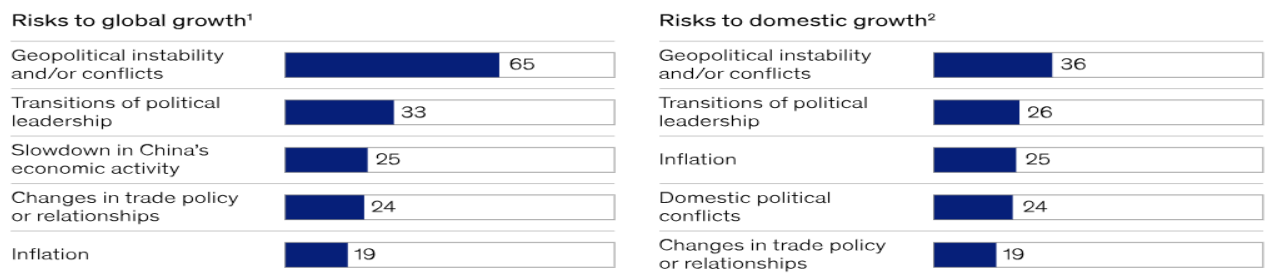 Risks to global growth¹
Geopolitical instability
and/or conflicts
65
Transitions of political
leadership
33
Slowdown in China's
economic activity
25
Changes in trade policy
or relationships
24
Inflation
19
Risks to domestic growth²
Geopolitical instability
and/or conflicts
36
Transitions of political
leadership
26
Inflation
25
Domestic political
conflicts
24
Changes in trade policy
or relationships
19